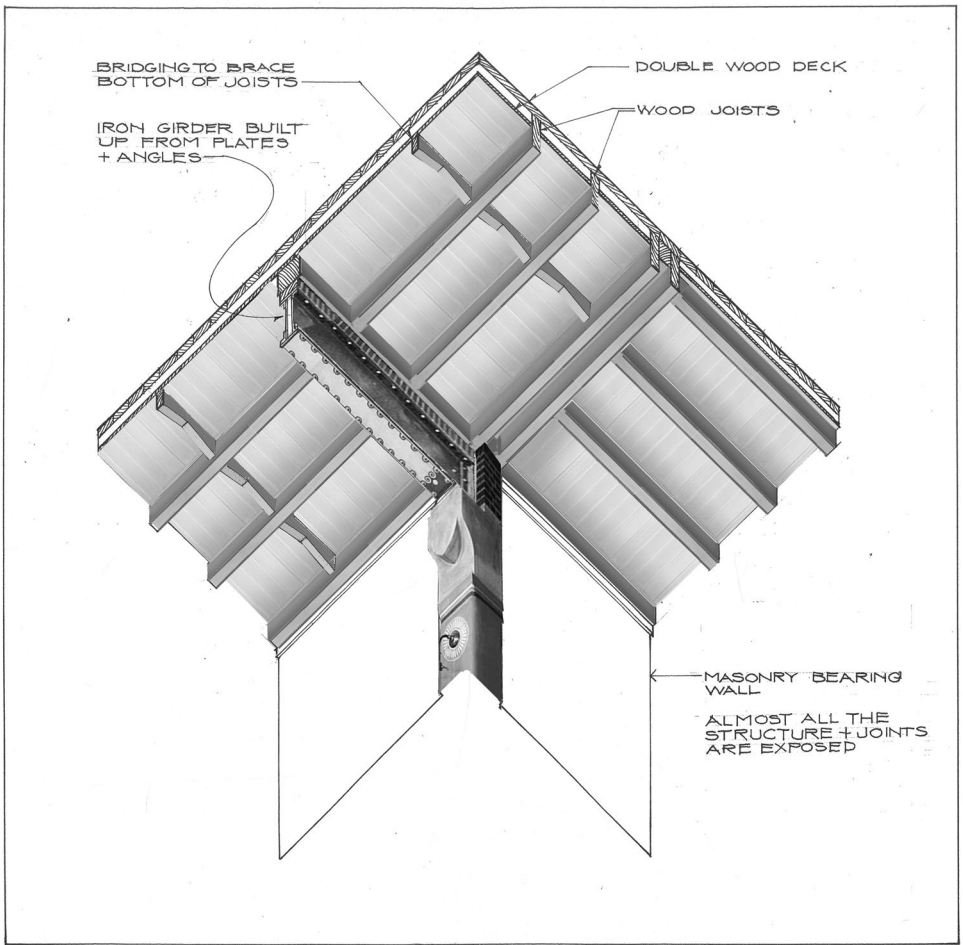 BRIDGING TO BRACE
BOTTOM OF JOISTS
IRON GIRDER BUILT
UP FROM PLATES
+ ANGLES
DOUBLE WOOD DECK
WOOD JOISTS
MASONRY BEARING
WALL
ALMOST ALL THE
STRUCTURE + JOINTS
ARE EXPOSED